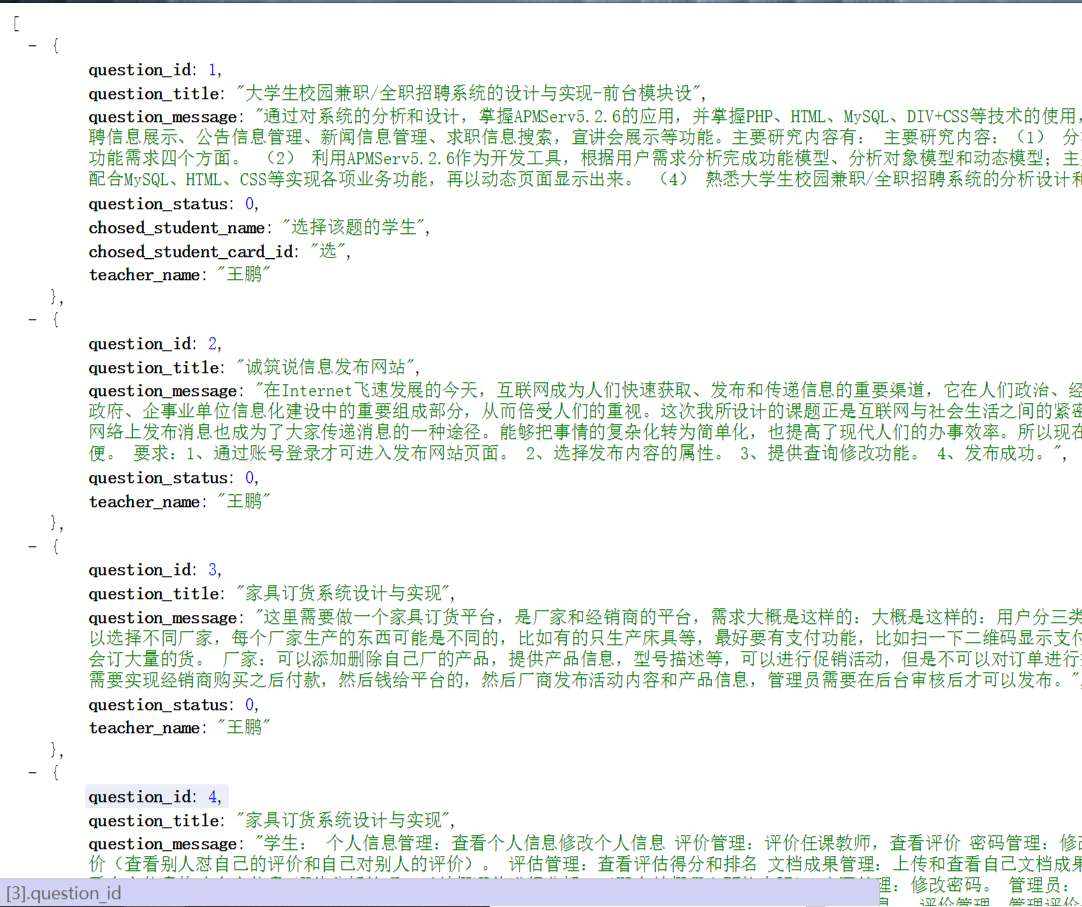 [
- {
question_id: 1,
question_title: "大学生校园兼职/全职招聘系统的设计与实现-前台模块设",
question_message: "通过对系统的分析和设计，掌握APMServ5.2.6的应用，并掌握PHP、HTML、MySQL、DIV+CSS等技术的使用，
聘信息展示、公告信息管理、新闻信息管理、求职信息搜索，宣讲会展示等功能。主要研究内容有： 主要研究内容：（1） 分
功能需求四个方面。 （2） 利用APMServ5.2.6作为开发工具，根据用户需求分析完成功能模型、分析对象模型和动态模型；主
配合MySQL、HTML、CSS等实现各项业务功能，再以动态页面显示出来。 （4） 熟悉大学生校园兼职/全职招聘系统的分析设计和
question_status: 0,
chosed_student_name: "选择该题的学生",
chosed_student_card_id: "选",
teacher_name: "王鹏"
},
- {
question_id: 2,
question_title: "诚筑说信息发布网站",
question_message: "在Internet飞速发展的今天，互联网成为人们快速获取、发布和传递信息的重要渠道，它在人们政治、经
政府、企事业单位信息化建设中的重要组成部分，从而倍受人们的重视。这次我所设计的课题正是互联网与社会生活之间的紧密
网络上发布消息也成为了大家传递消息的一种途径。能够把事情的复杂化转为简单化，也提高了现代人们的办事效率。所以现在
便。 要求：1、通过账号登录才可进入发布网站页面。 2、选择发布内容的属性。 3、提供查询修改功能。 4、发布成功。",
question_status: 0,
teacher_name: "王鹏"
},
- {
question_id: 3,
question_title: "家具订货系统设计与实现",
question_message: "这里需要做一个家具订货平台，是厂家和经销商的平台，需求大概是这样的：大概是这样的：用户分三类
以选择不同厂家，每个厂家生产的东西可能是不同的，比如有的只生产床具等，最好要有支付功能，比如扫一下二维码显示支付
会订大量的货。 厂家：可以添加删除自己厂的产品，提供产品信息，型号描述等，可以进行促销活动，但是不可以对订单进行
需要实现经销商购买之后付款，然后钱给平台的，然后厂商发布活动内容和产品信息，管理员需要在后台审核后才可以发布。",
question_status: 0,
teacher_name: "王鹏"
},
- {
question_id: 4,
question_title: "家具订货系统设计与实现",
question_message: "学生： 个人信息管理：查看个人信息修改个人信息 评价管理：评价任课教师，查看评价 密码管理：修改
价（查看别人怼自己的评价和自己对别人的评价）。 评估管理：查看评估得分和排名 文档成果管理：上传和查看自己文档成果
理：修改密码。 管理员：
[3].question_id